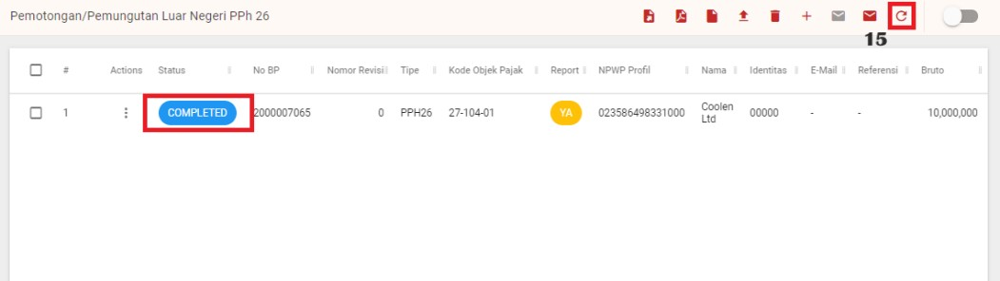 Pemotongan/Pemungutan Luar Negeri PPh 26
15
# Actions Status No BP Nomor Revisi Tipe Kode Objek Pajak Report NPWP Profil Nama Identitas E-Mail Referensi Bruto
1 COMPLETED 2000007065 0 PPH26 27-104-01 YA 023586498331000 Coolen Ltd 00000 - - 10,000,000